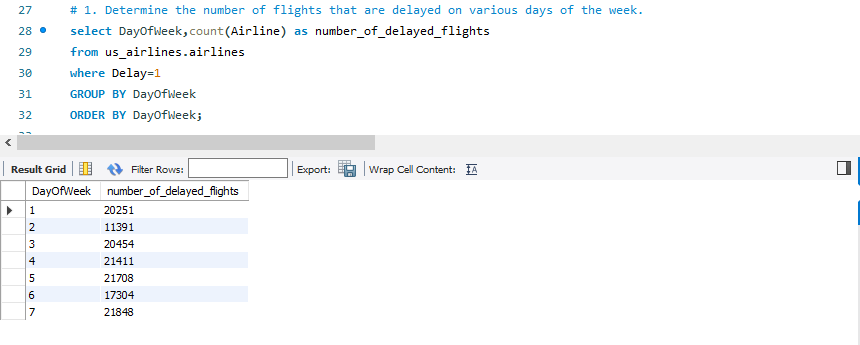 27 # 1. Determine the number of flights that are delayed on various days of the week.
28 select DayOfWeek,count(Airline) as number_of_delayed_flights
29 from us_airlines.airlines
30 where Delay=1
31 GROUP BY DayOfWeek
32 ORDER BY DayOfWeek;
Result Grid Filter Rows: Export: Wrap Cell Content:
DayOfWeek number_of_delayed_flights
1 20251
2 11391
3 20454
4 21411
5 21708
6 17304
7 21848